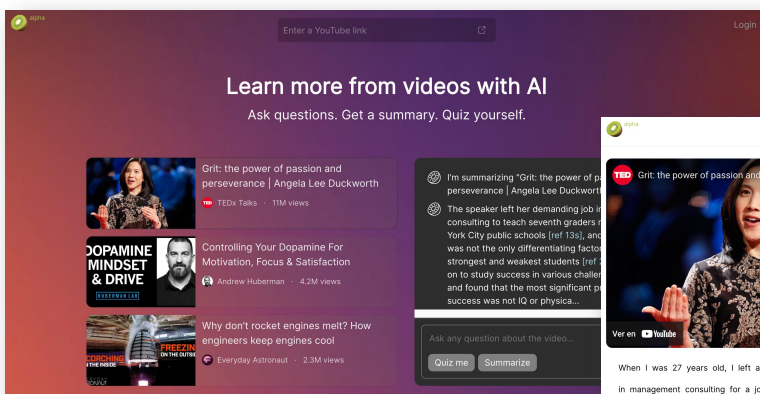 alpha
Enter a YouTube link
Login
Learn more from videos with AI
Ask questions. Get a summary. Quiz yourself.
Grit: the power of passion and
perseverance | Angela Lee Duckworth
TED TEDx Talks · 11M views
DOPAMINE
MINDSET
& DRIVE
HUBERMAN LAB
Controlling Your Dopamine For
Motivation, Focus & Satisfaction
Andrew Huberman · 4.2M views
SCORCHING
IN THE INSIDE
FREEZING
ON THE OUTSIDE
Why don't rocket engines melt? How
engineers keep engines cool
Everyday Astronaut · 2.3M views
I'm summarizing "Grit: the power of pa
perseverance | Angela Lee Duckworth
The speaker left her demanding job in
consulting to teach seventh graders
York City public schools [ref 13s], and
was not the only differentiating factor
strongest and weakest students [ref 2
on to study success in various challen
and found that the most significant pr
success was not IQ or physica...
Ask any question about the video...
Quiz me Summarize
alpha
TED Grit: the power of passion and
Ver en YouTube
When I was 27 years old, I left a
in management consulting for a jo